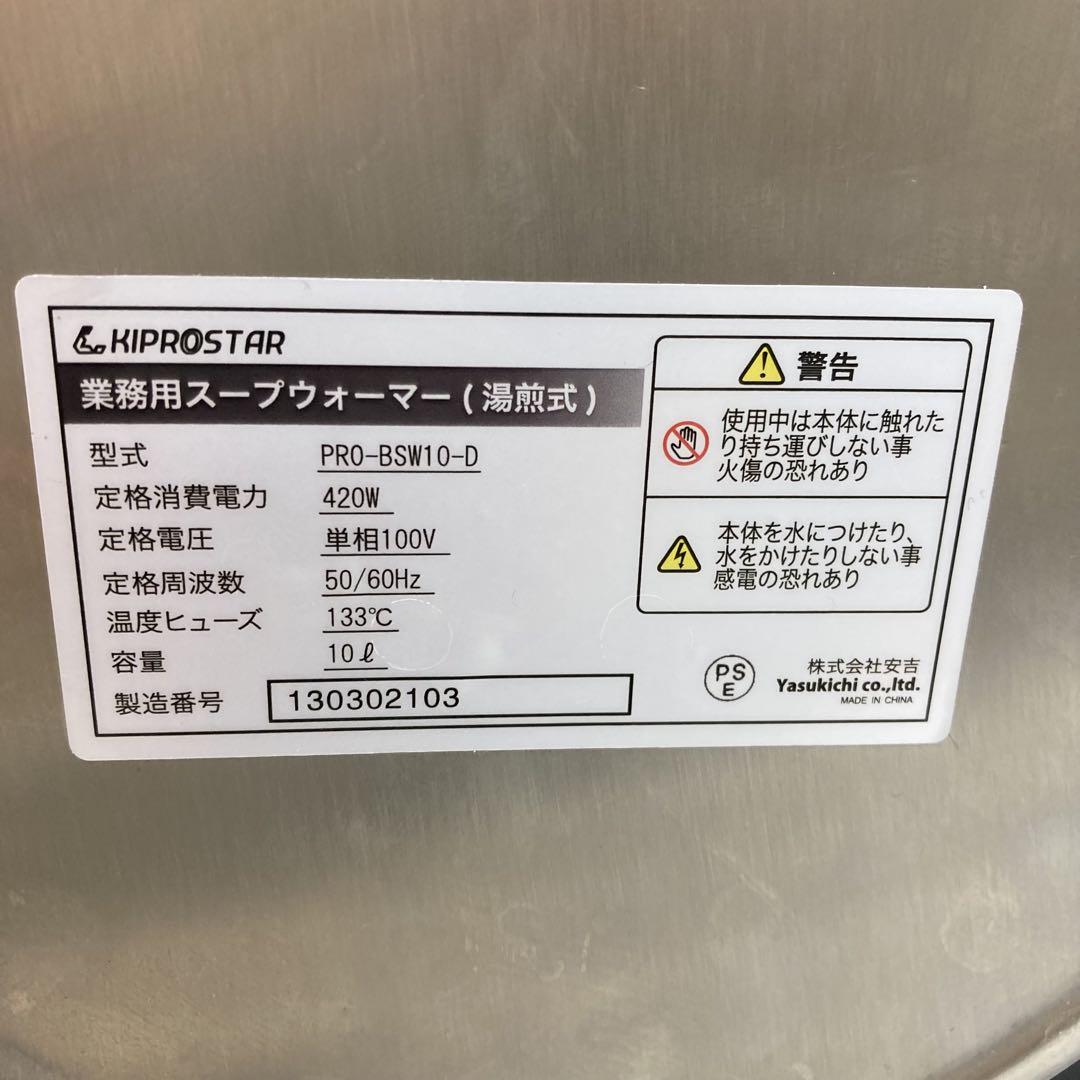 KIPROSTAR
業務用スープウォーマー(湯煎式)
型式 PRO-BSW10-D
定格消費電力 420W
定格電圧 単相100V
定格周波数 50/60Hz
温度ヒューズ 133℃
容量 10ℓ
製造番号 130302103
警告
使用中は本体に触れた
り持ち運びしない事
火傷の恐れあり
本体を水につけたり、
水をかけたりしない事
感電の恐れあり
PS
E
株式会社安吉
Yasukichi co.,ltd.
MADE IN CHINA